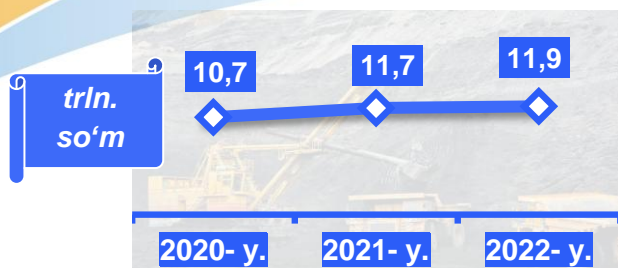 trln.
so‘m
10,7
11,7
11,9
2020- y.
2021- y.
2022- y.